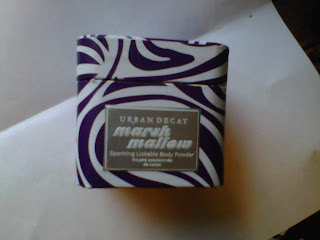 URBAN DECAY
marsh
mallow
Sparkling Lickable Body Powder
Poudre scintillante
de corps